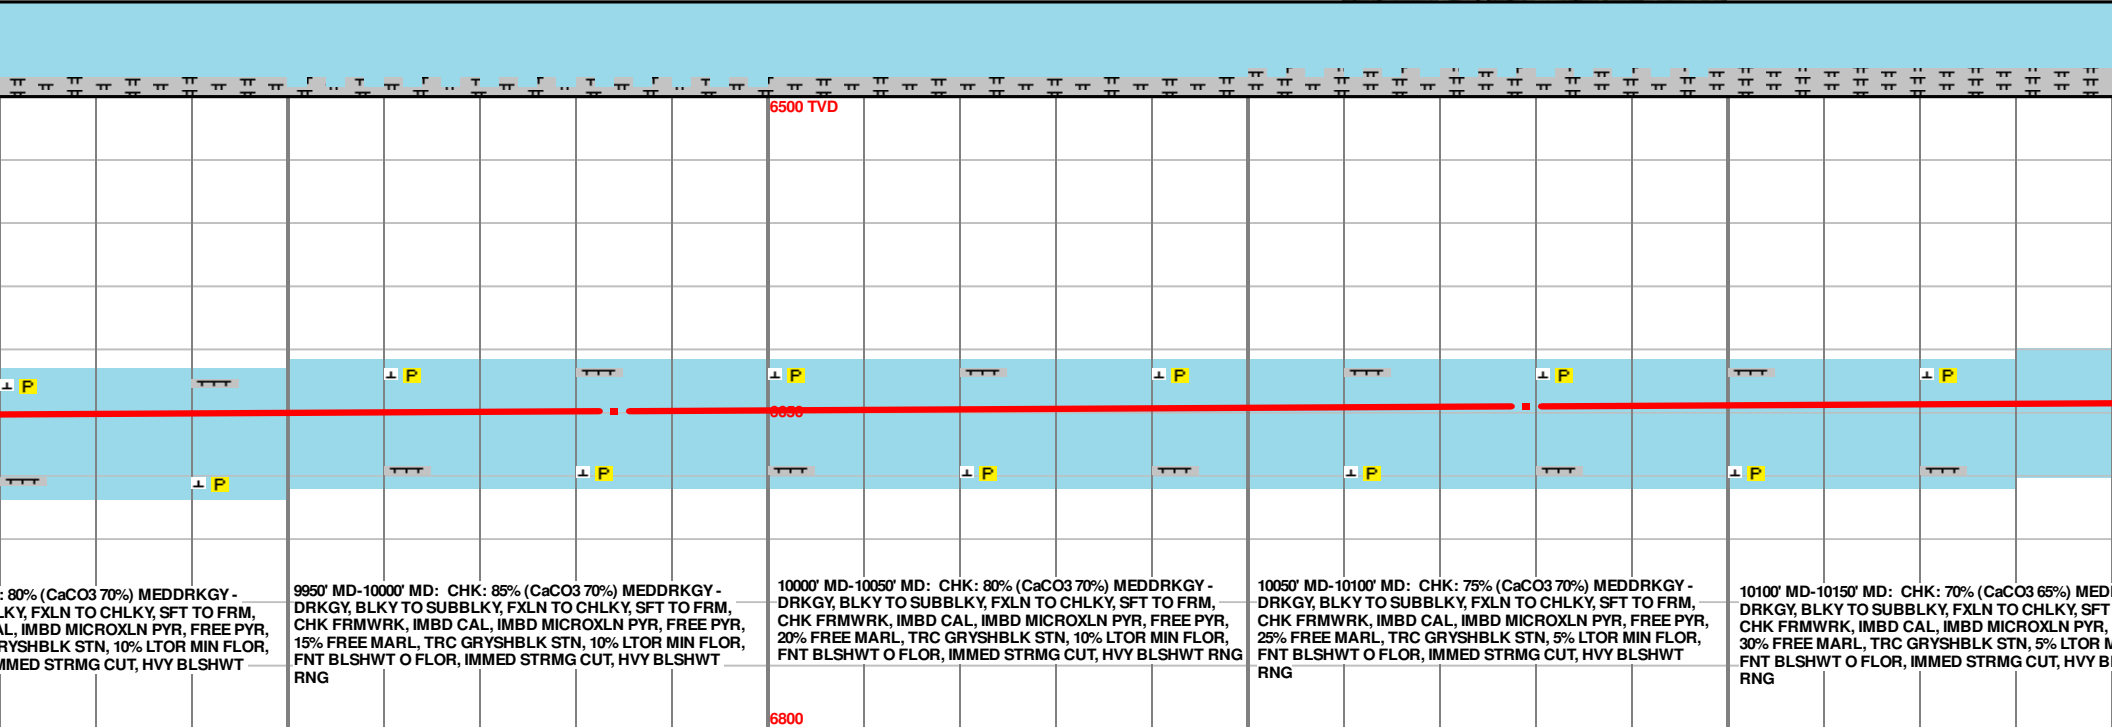 6500 TVD
P
P
P
P
P
P
6650
P
P
P
P
P
: 80% (CaCO3 70%) MEDDRKGY -
LKY, FXLN TO CHLKY, SFT TO FRM,
AL, IMBD MICROXLN PYR, FREE PYR,
RYSHBLK STN, 10% LTOR MIN FLOR,
MMED STRMG CUT, HVY BLSHWT
9950' MD-10000' MD: CHK: 85% (CaCO3 70%) MEDDRKGY -
DRKGY, BLKY TO SUBBLKY, FXLN TO CHLKY, SFT TO FRM,
CHK FRMWRK, IMBD CAL, IMBD MICROXLN PYR, FREE PYR,
15% FREE MARL, TRC GRYSHBLK STN, 10% LTOR MIN FLOR,
FNT BLSHWT O FLOR, IMMED STRMG CUT, HVY BLSHWT
RNG
10000' MD-10050' MD: CHK: 80% (CaCO3 70%) MEDDRKGY -
DRKGY, BLKY TO SUBBLKY, FXLN TO CHLKY, SFT TO FRM,
CHK FRMWRK, IMBD CAL, IMBD MICROXLN PYR, FREE PYR,
20% FREE MARL, TRC GRYSHBLK STN, 10% LTOR MIN FLOR,
FNT BLSHWT O FLOR, IMMED STRMG CUT, HVY BLSHWT RNG
10050' MD-10100' MD: CHK: 75% (CaCO3 70%) MEDDRKGY -
DRKGY, BLKY TO SUBBLKY, FXLN TO CHLKY, SFT TO FRM,
CHK FRMWRK, IMBD CAL, IMBD MICROXLN PYR, FREE PYR,
25% FREE MARL, TRC GRYSHBLK STN, 5% LTOR MIN FLOR,
FNT BLSHWT O FLOR, IMMED STRMG CUT, HVY BLSHWT
RNG
10100' MD-10150' MD: CHK: 70% (CaCO3 65%) MED
DRKGY, BLKY TO SUBBLKY, FXLN TO CHLKY, SFT
CHK FRMWRK, IMBD CAL, IMBD MICROXLN PYR,
30% FREE MARL, TRC GRYSHBLK STN, 5% LTOR M
FNT BLSHWT O FLOR, IMMED STRMG CUT, HVY B
RNG
6800